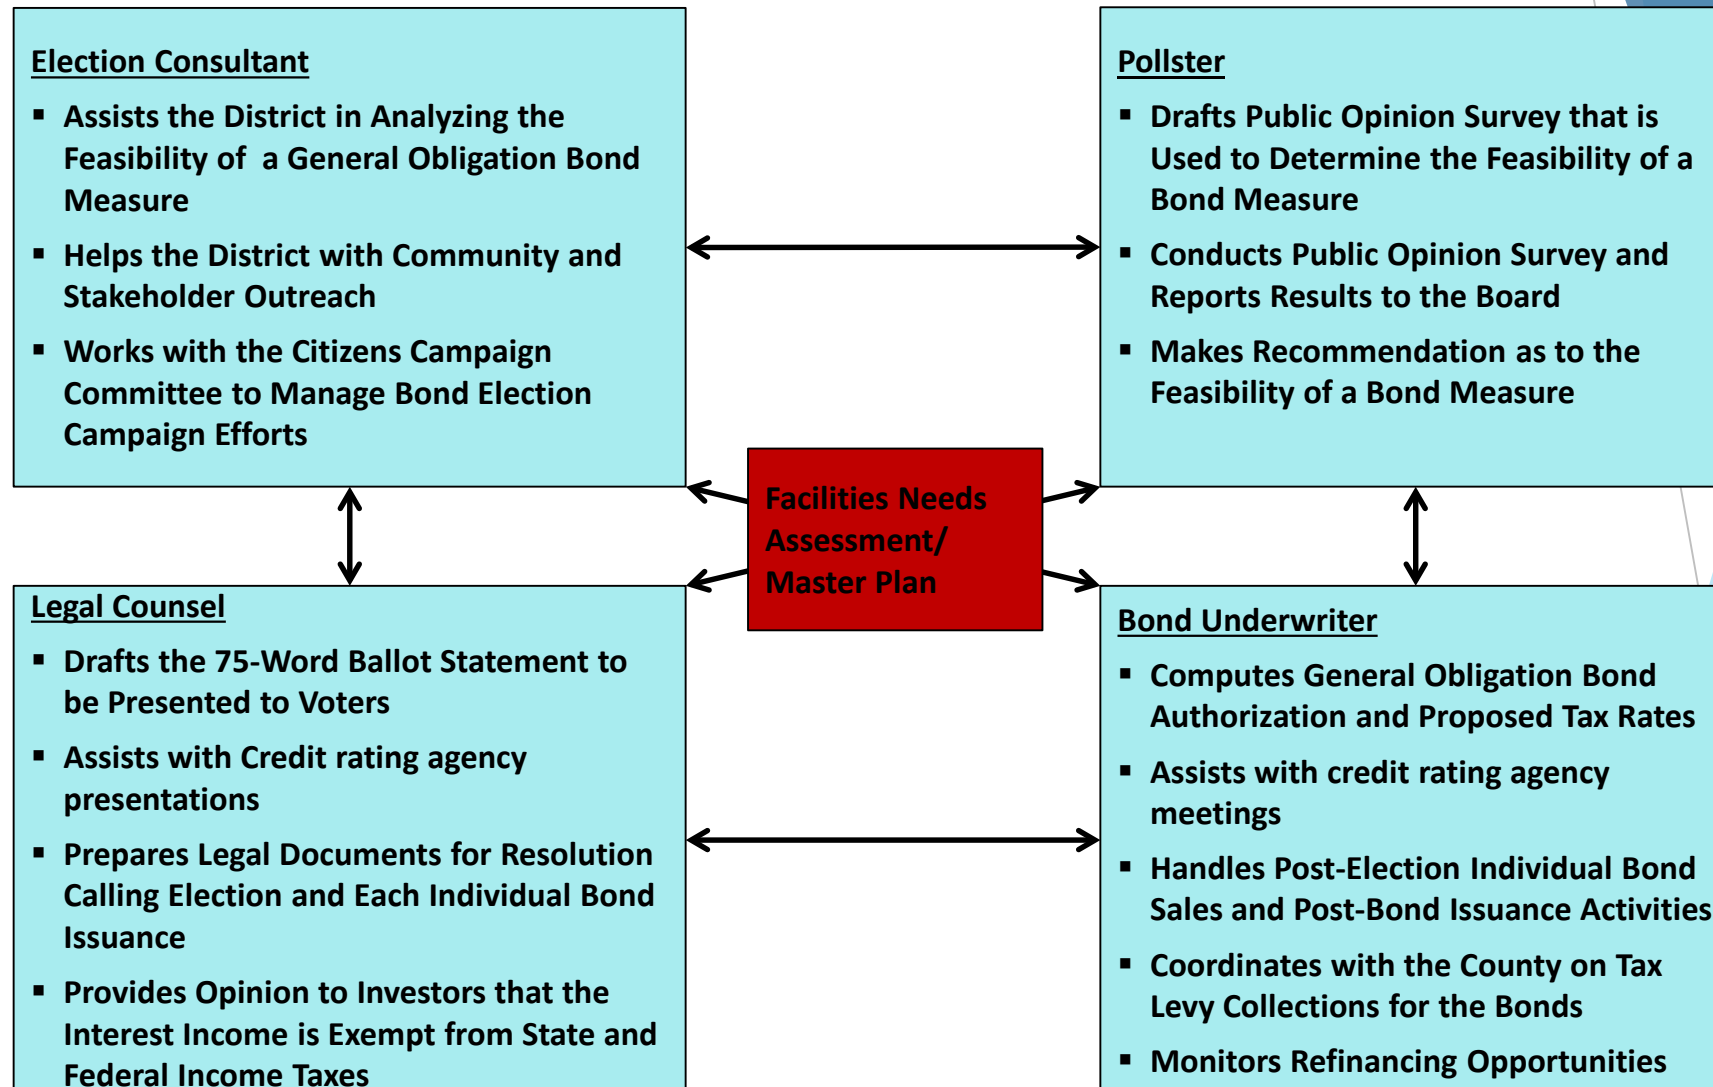 Election Consultant
▪ Assists the District in Analyzing the
Feasibility of a General Obligation Bond
Measure
▪ Helps the District with Community and
Stakeholder Outreach
▪ Works with the Citizens Campaign
Committee to Manage Bond Election
Campaign Efforts
Pollster
▪ Drafts Public Opinion Survey that is
Used to Determine the Feasibility of a
Bond Measure
▪ Conducts Public Opinion Survey and
Reports Results to the Board
▪ Makes Recommendation as to the
Feasibility of a Bond Measure
Facilities Needs
Assessment/
Master Plan
Legal Counsel
▪ Drafts the 75-Word Ballot Statement to
be Presented to Voters
▪ Assists with Credit rating agency
presentations
▪ Prepares Legal Documents for Resolution
Calling Election and Each Individual Bond
Issuance
▪ Provides Opinion to Investors that the
Interest Income is Exempt from State and
Federal Income Taxes
Bond Underwriter
▪ Computes General Obligation Bond
Authorization and Proposed Tax Rates
▪ Assists with credit rating agency
meetings
▪ Handles Post-Election Individual Bond
Sales and Post-Bond Issuance Activities
▪ Coordinates with the County on Tax
Levy Collections for the Bonds
▪ Monitors Refinancing Opportunities